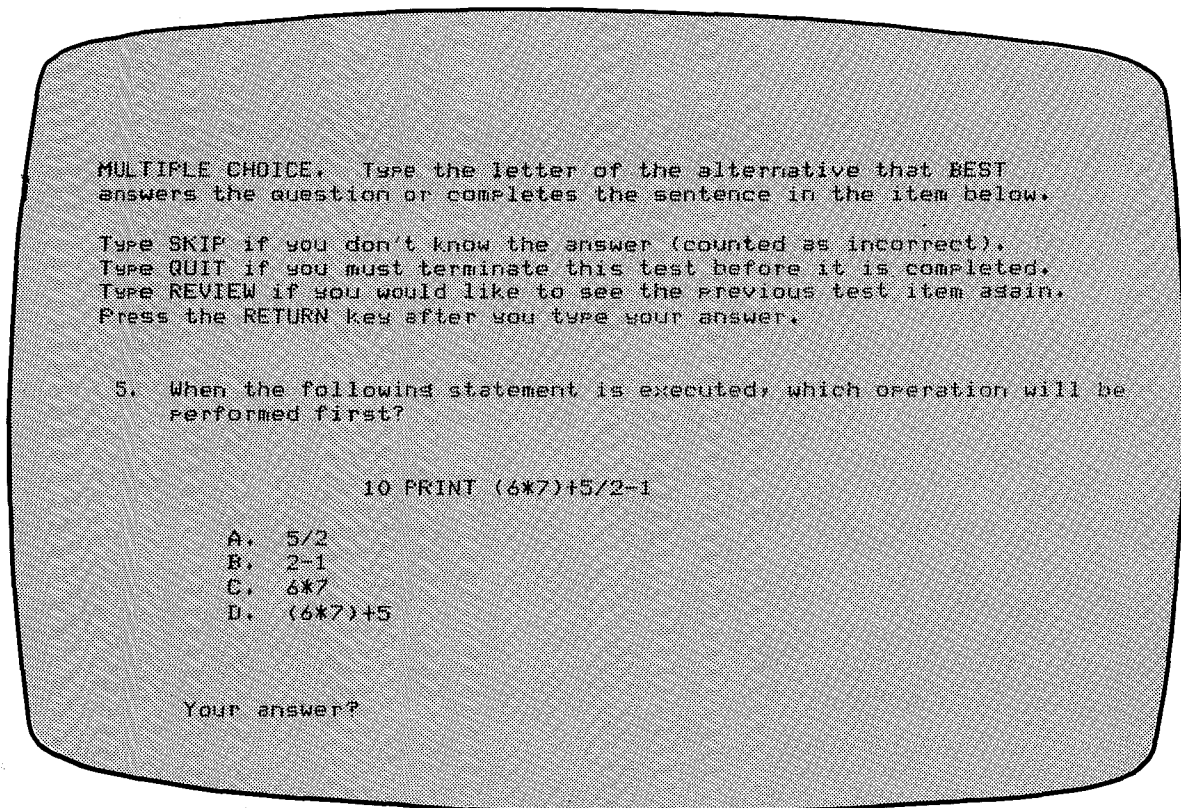 MULTIPLE CHOICE.  Type the letter of the alternative that BEST
answers the question or completes the sentence in the item below.
Type SKIP if you don't know the answer (counted as incorrect).
Type QUIT if you must terminate this test before it is completed.
Type REVIEW if you would like to see the previous test item again.
Press the RETURN key after you type your answer.
5.  When the following statement is executed, which operation will be
performed first?
10 PRINT (6*7)+5/2-1
A.  5/2
B.  2-1
C.  6*7
D.  (6*7)+5
Your answer?